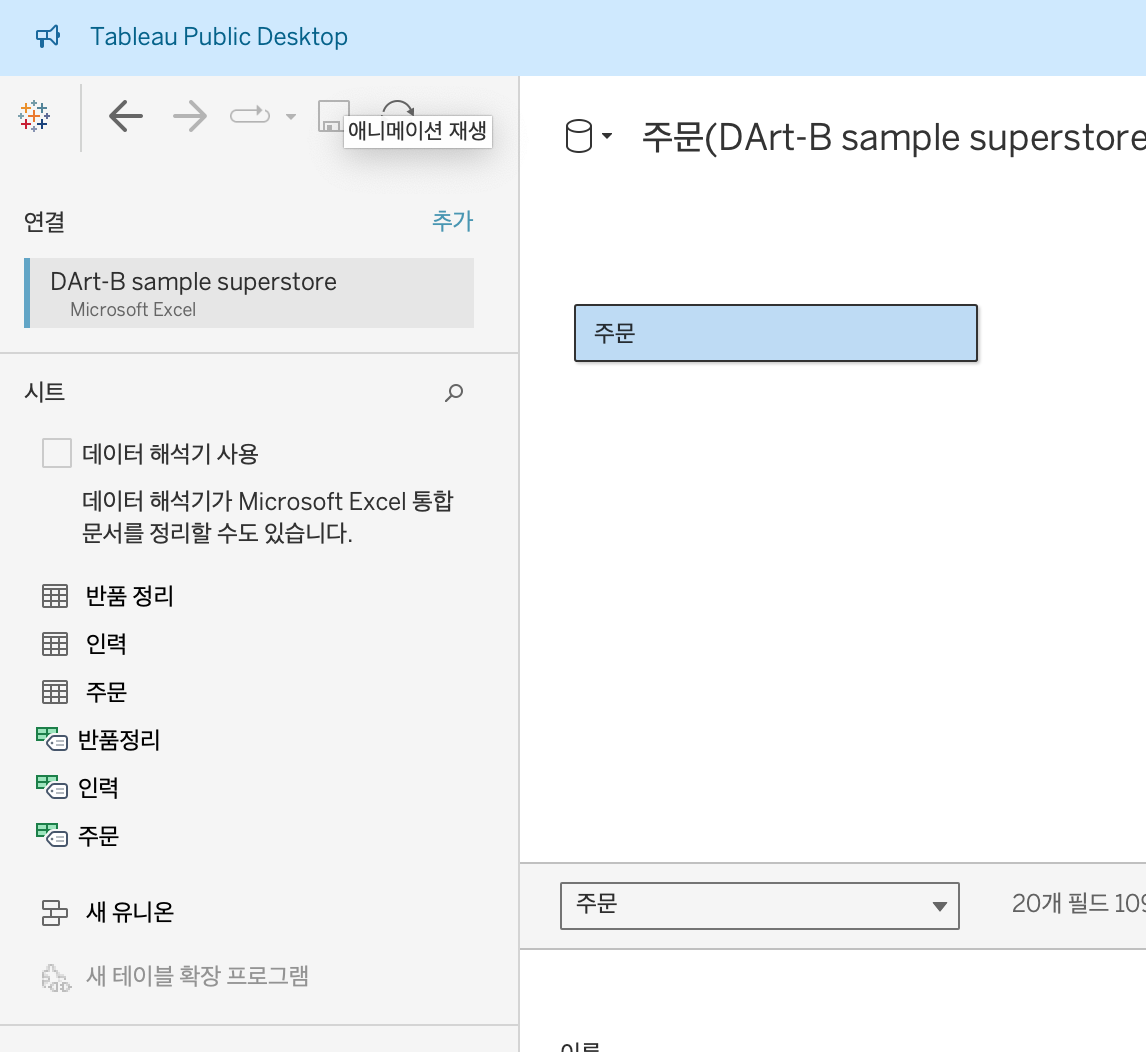 Tableau Public Desktop
애니메이션 재생
주문(DArt-B sample superstore
연결
추가
DArt-B sample superstore
Microsoft Excel
주문
시트
데이터 해석기 사용
데이터 해석기가 Microsoft Excel 통합
문서를 정리할 수도 있습니다.
반품 정리
인력
주문
반품정리
인력
주문
새 유니온
새 테이블 확장 프로그램
주문
20개 필드 109
이름